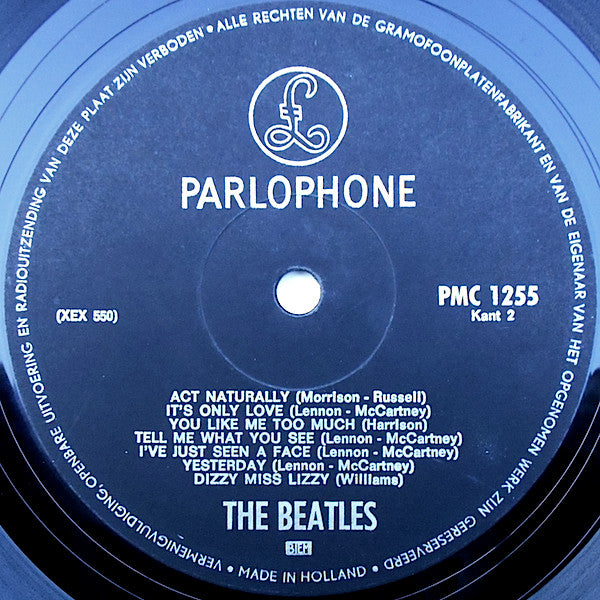 ALLE RECHTEN VAN DE GRAMOFOONPLATENFABRIKANT EN VAN DE EIGENAAR VAN HET OPGENOMEN WERK ZIJN GERESERVEERD
VERMENIGVULDIGING, OPENBARE UITVOERING EN RADIOUITZENDING VAN DEZE PLAAT ZIJN VERBODEN •
£
PARLOPHONE
PMC 1255
Kant 2
(XEX 550)
ACT NATURALLY (Morrison - Russell)
IT'S ONLY LOVE (Lennon - McCartney)
YOU LIKE ME TOO MUCH (Harrison)
TELL ME WHAT YOU SEE (Lennon - McCartney)
I'VE JUST SEEN A FACE (Lennon - McCartney)
YESTERDAY (Lennon - McCartney)
DIZZY MISS LIZZY (Williams)
THE BEATLES
BIEM
• MADE IN HOLLAND •